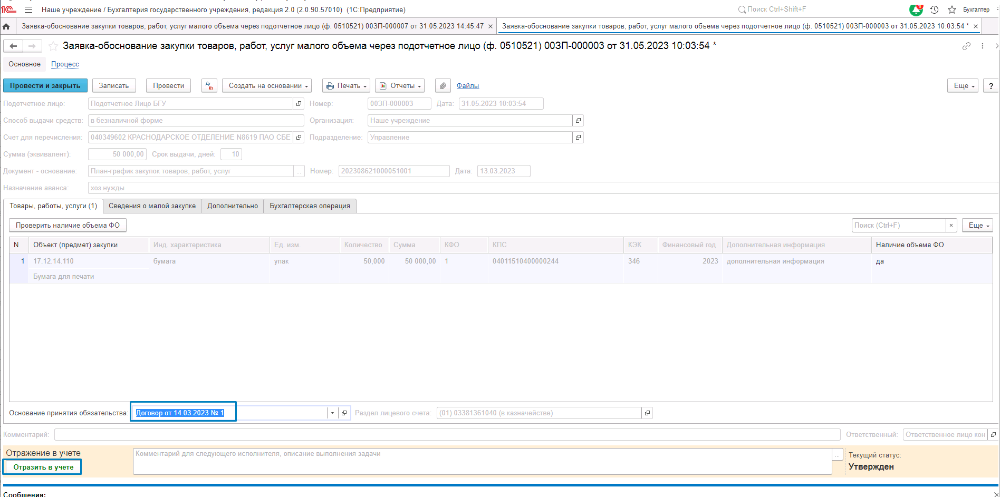 1С Наше учреждение / Бухгалтерия государственного учреждения, редакция 2.0 (2.0.90.57010) (1С:Предприятие) Поиск Ctrl+Shift+F 1 Бухгалтер
Заявка-обоснование закупки товаров, работ, услуг малого объема через подотчетное лицо (ф. 0510521) 00ЗП-000007 от 31.05.2023 14:45:47 × Заявка-обоснование закупки товаров, работ, услуг малого объема через подотчетное лицо (ф. 0510521) 00ЗП-000003 от 31.05.2023 10:03:54 * ×
Заявка-обоснование закупки товаров, работ, услуг малого объема через подотчетное лицо (ф. 0510521) 00ЗП-000003 от 31.05.2023 10:03:54 *
Основное Процесс
Провести и закрыть Записать Провести Дт Кт Создать на основании Печать Отчеты Файлы Еще ?
Подотчетное лицо: Подотчетное Лицо БГУ Номер: 00ЗП-000003 Дата: 31.05.2023 10:03:54
Способ выдачи средств: в безналичной форме Организация: Наше учреждение
Счет для перечисления: 040349602 КРАСНОДАРСКОЕ ОТДЕЛЕНИЕ N8619 ПАО СБЕ Подразделение: Управление
Сумма (эквивалент): 50 000,00 Срок выдачи, дней: 10
Документ - основание: План-график закупок товаров, работ, услуг ... Номер: 202308621000051001 Дата: 13.03.2023
Назначение аванса: хоз.нужды
Товары, работы, услуги (1) Сведения о малой закупке Дополнительно Бухгалтерская операция
Проверить наличие объема ФО Поиск (Ctrl+F) × Еще
N Объект (предмет) закупки Инд. характеристика Ед. изм. Количество Сумма КФО КПС КЭК Финансовый год Дополнительная информация Наличие объема ФО
1 17.12.14.110 бумага упак 50,000 50 000,00 1 04011510400000244 346 2023 дополнительная информация да
Бумага для печати
Основание принятия обязательства: Договор от 14.03.2023 № 1 Раздел лицевого счета: (01) 03381361040 (в казначействе)
Комментарий: Ответственный: Ответственное лицо кон
Отражение в учете Комментарий для следующего исполнителя, описание выполнения задачи ... Текущий статус:
Отразить в учете Утвержден
Сообщения: ×